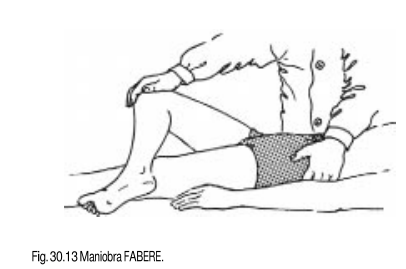 Fig. 30.13 Maniobra FABERE.